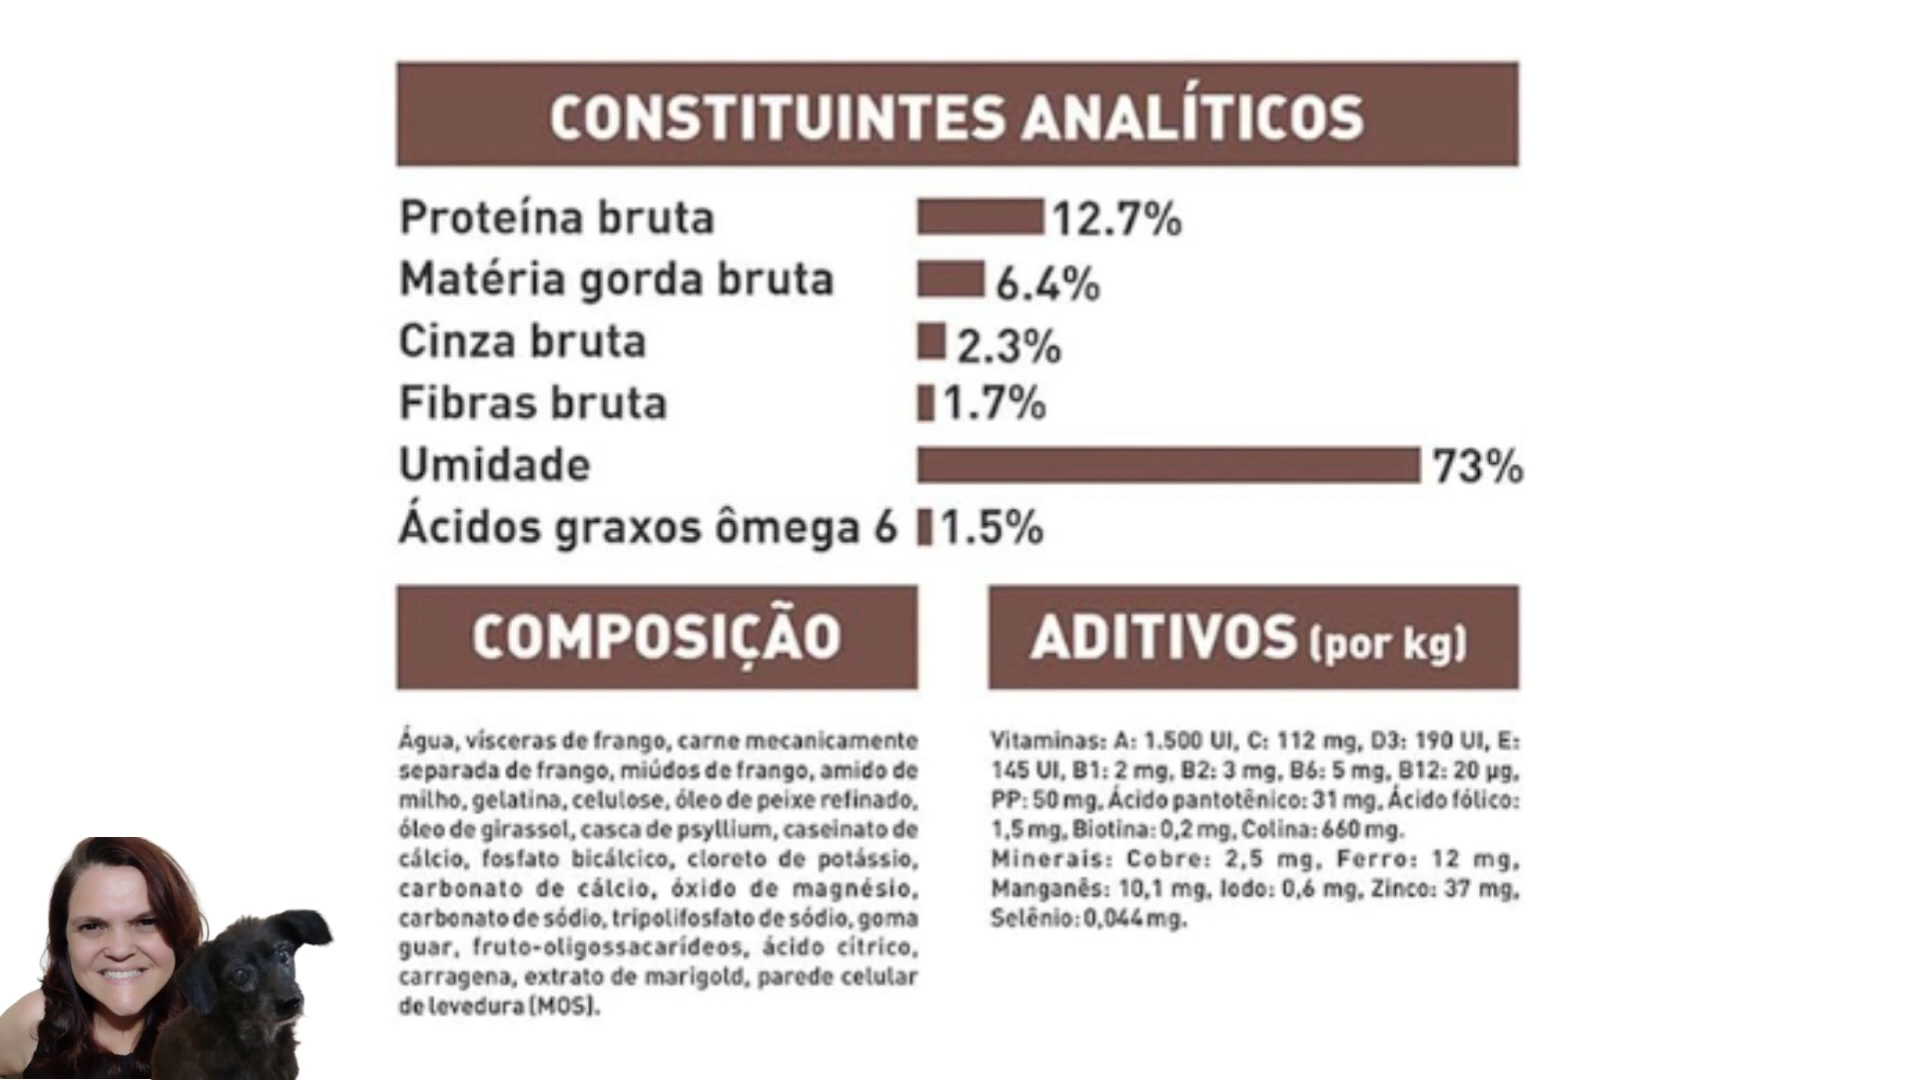 CONSTITUINTES ANALÍTICOS
Proteína bruta 12.7%
Matéria gorda bruta 6.4%
Cinza bruta 2.3%
Fibras bruta 1.7%
Umidade 73%
Ácidos graxos ômega 6 1.5%
COMPOSIÇÃO
Água, vísceras de frango, carne mecanicamente
separada de frango, miúdos de frango, amido de
milho, gelatina, celulose, óleo de peixe refinado,
óleo de girassol, casca de psyllium, caseinato de
cálcio, fosfato bicálcico, cloreto de potássio,
carbonato de cálcio, óxido de magnésio,
carbonato de sódio, tripolifosfato de sódio, goma
guar, fruto-oligossacarídeos, ácido cítrico,
carragena, extrato de marigold, parede celular
de levedura (MOS).
ADITIVOS (por kg)
Vitaminas: A: 1.500 UI, C: 112 mg, D3: 190 UI, E:
145 UI, B1: 2 mg, B2: 3 mg, B6: 5 mg, B12: 20 µg,
PP: 50 mg, Ácido pantotênico: 31 mg, Ácido fólico:
1,5 mg, Biotina: 0,2 mg, Colina: 660 mg.
Minerais: Cobre: 2,5 mg, Ferro: 12 mg,
Manganês: 10,1 mg, Iodo: 0,6 mg, Zinco: 37 mg,
Selênio: 0,044 mg.